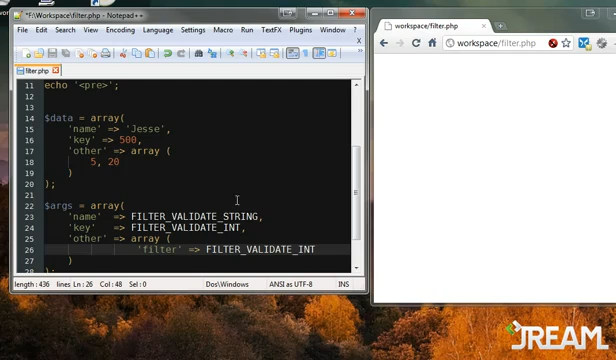 *F:\Workspace\filter.php - Notepad++
File Edit Search View Encoding Language Settings Macro Run TextFX Plugins Window ? X
filter.php
11 echo '<pre>';
12
13
14 $data = array(
15 'name' => 'Jesse',
16 'key' => 500,
17 'other' => array (
18 5, 20
19 )
20 );
21
22 $args = array(
23 'name' => FILTER_VALIDATE_STRING,
24 'key' => FILTER_VALIDATE_INT,
25 'other' => array (
26 'filter' => FILTER_VALIDATE_INT
27 )
28 );
length : 436 lines Ln : 26 Col : 48 Sel : 0 Dos\Windows ANSI as UTF-8 INS
workspace/filter.php
workspace/filter.php
JREAM